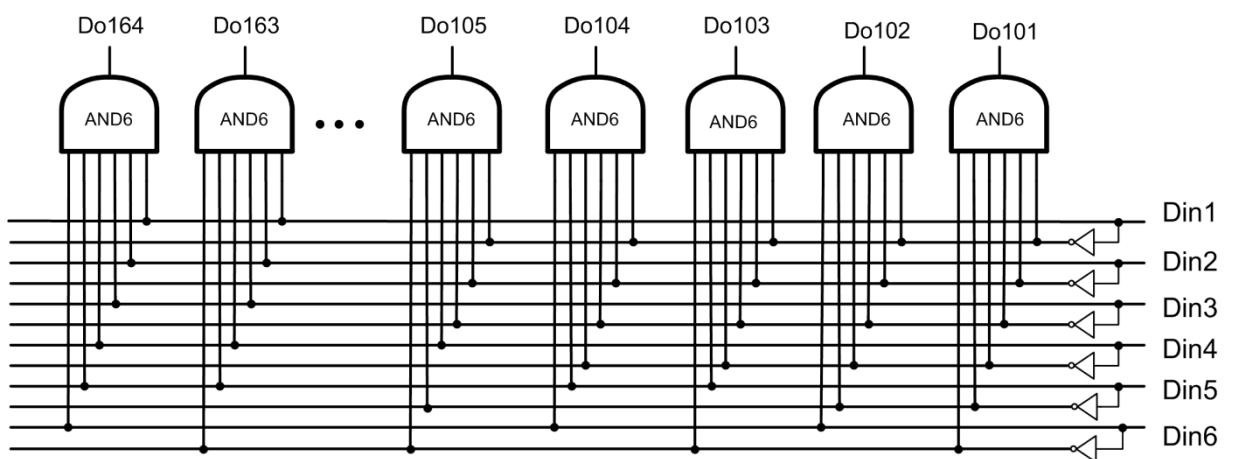 Do164 Do163 Do105 Do104 Do103 Do102 Do101
AND6 AND6 AND6 AND6 AND6 AND6 AND6
Din1
Din2
Din3
Din4
Din5
Din6